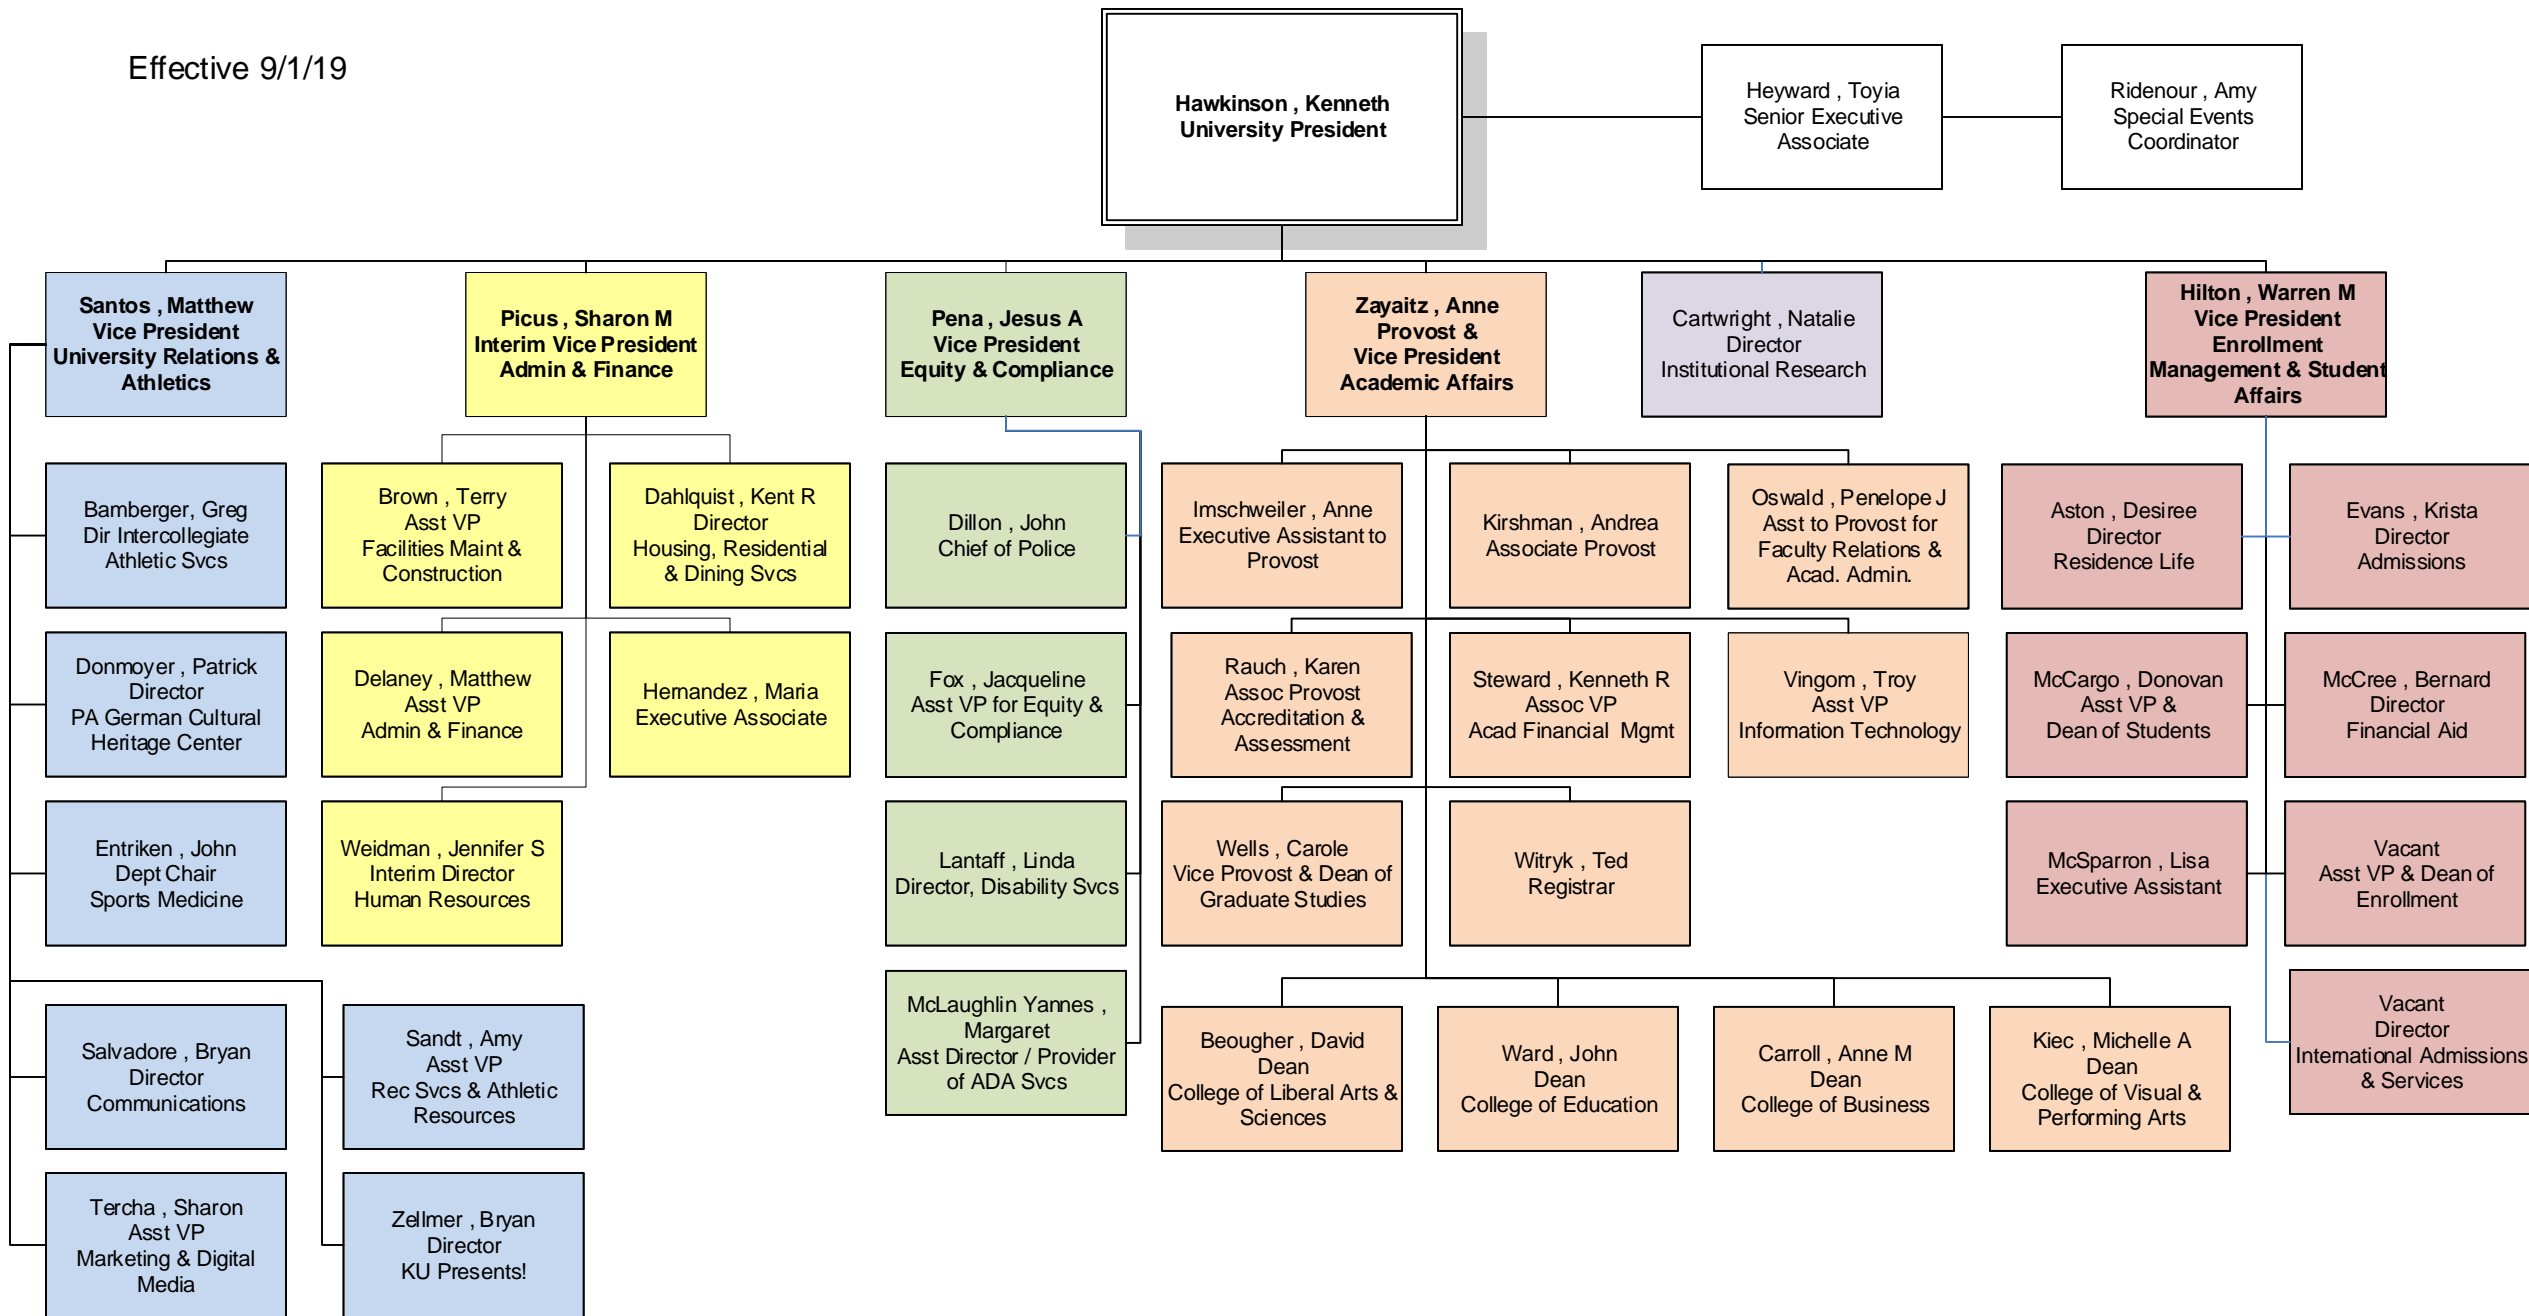 Effective 9/1/19
Hawkinson , Kenneth
University President
Heyward , Toyia
Senior Executive
Associate
Ridenour , Amy
Special Events
Coordinator
Santos , Matthew
Vice President
University Relations &
Athletics
Picus , Sharon M
Interim Vice President
Admin & Finance
Pena , Jesus A
Vice President
Equity & Compliance
Zayaitz , Anne
Provost &
Vice President
Academic Affairs
Cartwright , Natalie
Director
Institutional Research
Hilton , Warren M
Vice President
Enrollment
Management & Student
Affairs
Bamberger, Greg
Dir Intercollegiate
Athletic Svcs
Brown , Terry
Asst VP
Facilities Maint &
Construction
Dahlquist , Kent R
Director
Housing, Residential
& Dining Svcs
Dillon , John
Chief of Police
Imschweiler , Anne
Executive Assistant to
Provost
Kirshman , Andrea
Associate Provost
Oswald , Penelope J
Asst to Provost for
Faculty Relations &
Acad. Admin.
Aston , Desiree
Director
Residence Life
Evans , Krista
Director
Admissions
Donmoyer , Patrick
Director
PA German Cultural
Heritage Center
Delaney , Matthew
Asst VP
Admin & Finance
Hernandez , Maria
Executive Associate
Fox , Jacqueline
Asst VP for Equity &
Compliance
Rauch , Karen
Assoc Provost
Accreditation &
Assessment
Steward , Kenneth R
Assoc VP
Acad Financial Mgmt
Vingom , Troy
Asst VP
Information Technology
McCargo , Donovan
Asst VP &
Dean of Students
McCree , Bernard
Director
Financial Aid
Entriken , John
Dept Chair
Sports Medicine
Weidman , Jennifer S
Interim Director
Human Resources
Lantaff , Linda
Director, Disability Svcs
Wells , Carole
Vice Provost & Dean of
Graduate Studies
Witryk , Ted
Registrar
McSparron , Lisa
Executive Assistant
Vacant
Asst VP & Dean of
Enrollment
Salvadore , Bryan
Director
Communications
Sandt , Amy
Asst VP
Rec Svcs & Athletic
Resources
McLaughlin Yannes ,
Margaret
Asst Director / Provider
of ADA Svcs
Beougher , David
Dean
College of Liberal Arts &
Sciences
Ward , John
Dean
College of Education
Carroll , Anne M
Dean
College of Business
Kiec , Michelle A
Dean
College of Visual &
Performing Arts
Vacant
Director
International Admissions
& Services
Tercha , Sharon
Asst VP
Marketing & Digital
Media
Zellmer , Bryan
Director
KU Presents!